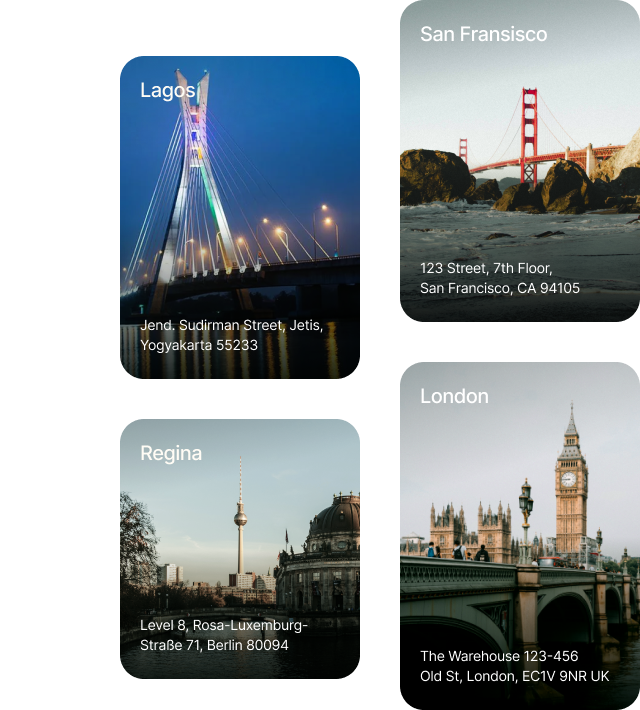 Lagos
Jend. Sudirman Street, Jetis,
Yogyakarta 55233
San Fransisco
123 Street, 7th Floor,
San Francisco, CA 94105
Regina
Level 8, Rosa-Luxemburg-
Straße 71, Berlin 80094
London
The Warehouse 123-456
Old St, London, EC1V 9NR UK